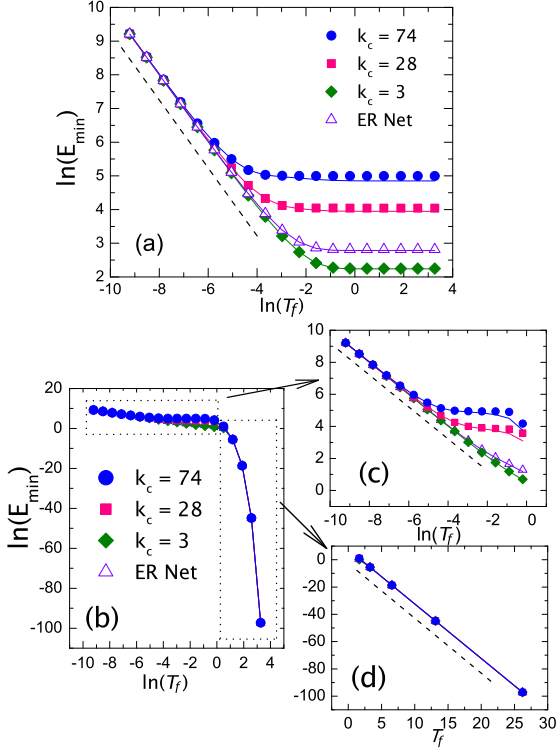 ln(E_min)
10
9
8
7
6
5
4
3
2
k_c = 74
k_c = 28
k_c = 3
ER Net
(a)
-10 -8 -6 -4 -2 0 2 4
ln(T_f)
ln(E_min)
20
0
-20
-40
-60
-80
-100
k_c = 74
k_c = 28
k_c = 3
ER Net
(b)
-10 -8 -6 -4 -2 0 2 4
ln(T_f)
10
8
6
4
2
0
(c)
-10 -8 -6 -4 -2 0
ln(T_f)
0
-20
-40
-60
-80
-100
(d)
0 5 10 15 20 25 30
T_f